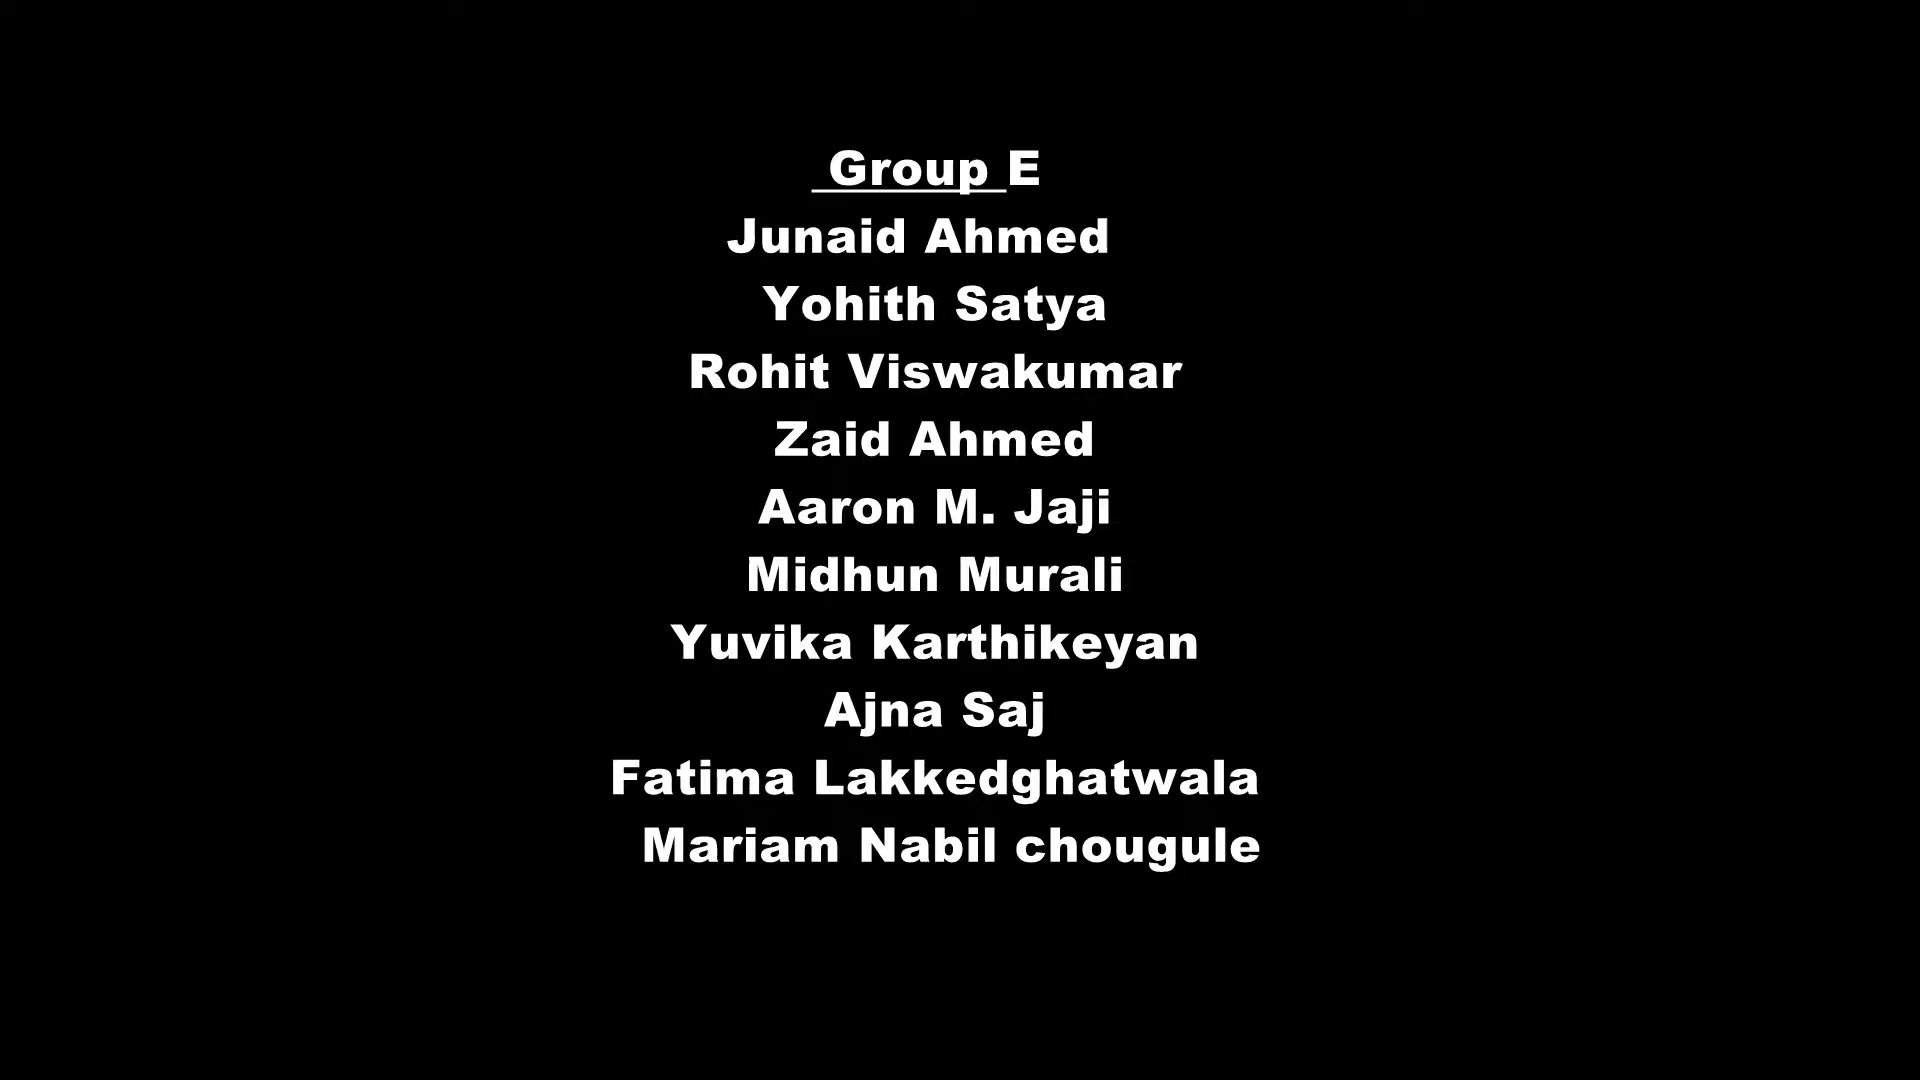 Group E
Junaid Ahmed
Yohith Satya
Rohit Viswakumar
Zaid Ahmed
Aaron M. Jaji
Midhun Murali
Yuvika Karthikeyan
Ajna Saj
Fatima Lakkedghatwala
Mariam Nabil chougule